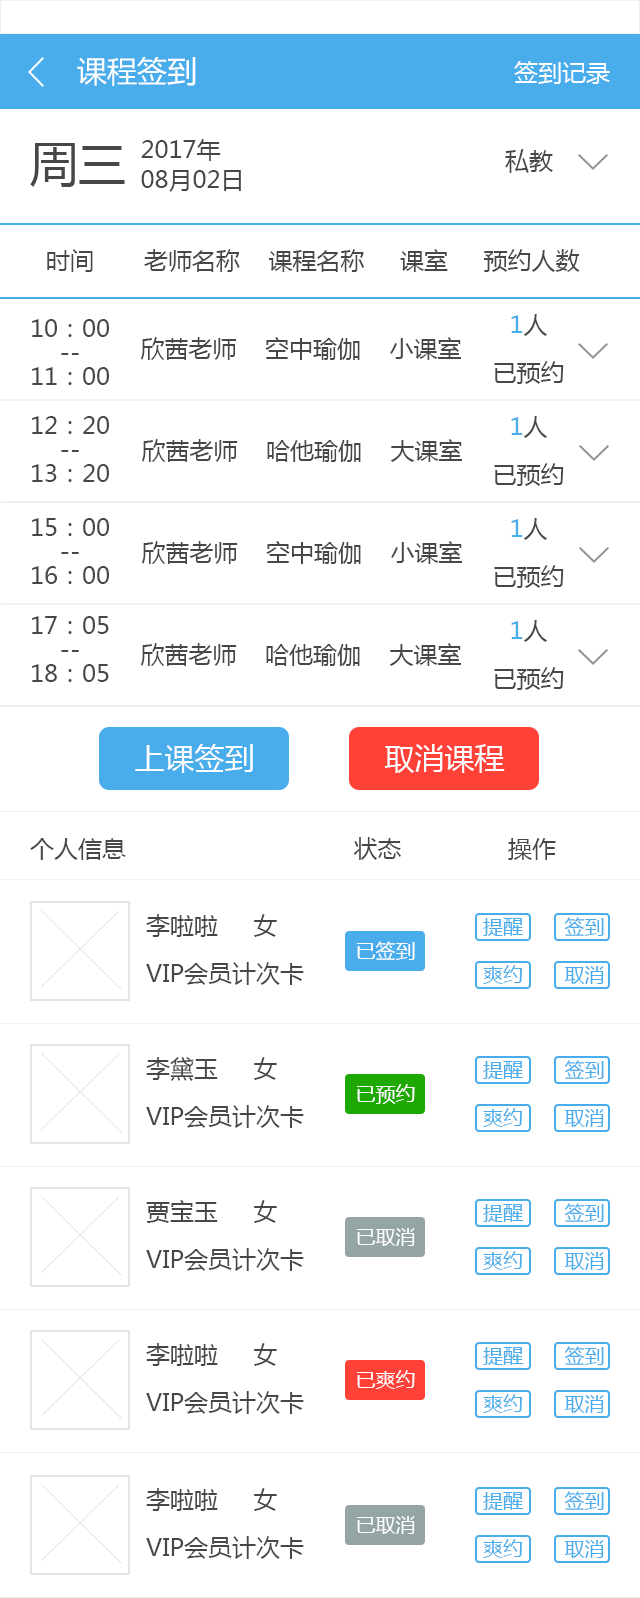 课程签到 签到记录
周三 2017年
08月02日 私教
时间 老师名称 课程名称 课室 预约人数
10：00
--
11：00 欣茜老师 空中瑜伽 小课室 1人
已预约
12：20
--
13：20 欣茜老师 哈他瑜伽 大课室 1人
已预约
15：00
--
16：00 欣茜老师 空中瑜伽 小课室 1人
已预约
17：05
--
18：05 欣茜老师 哈他瑜伽 大课室 1人
已预约
上课签到 取消课程
个人信息 状态 操作
李啦啦 女 已签到 提醒 签到
VIP会员计次卡 爽约 取消
李黛玉 女 已预约 提醒 签到
VIP会员计次卡 爽约 取消
贾宝玉 女 已取消 提醒 签到
VIP会员计次卡 爽约 取消
李啦啦 女 已爽约 提醒 签到
VIP会员计次卡 爽约 取消
李啦啦 女 已取消 提醒 签到
VIP会员计次卡 爽约 取消